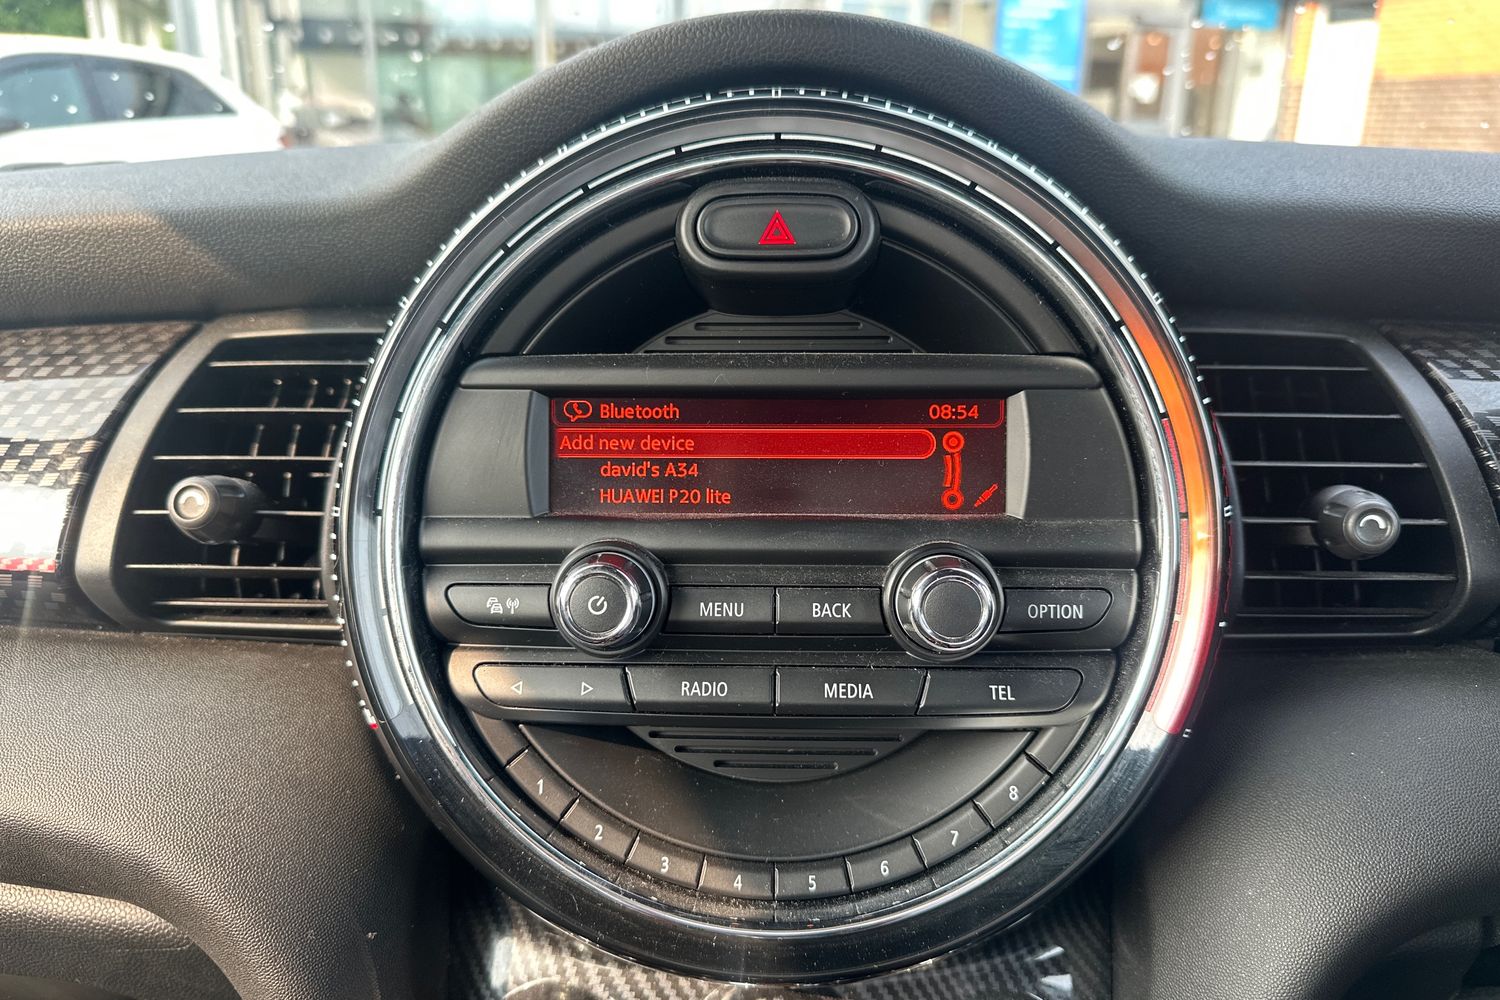 Bluetooth 08:54
Add new device
david's A34
HUAWEI P20 lite
MENU BACK OPTION
RADIO MEDIA TEL
1 2 3 4 5 6 7 8